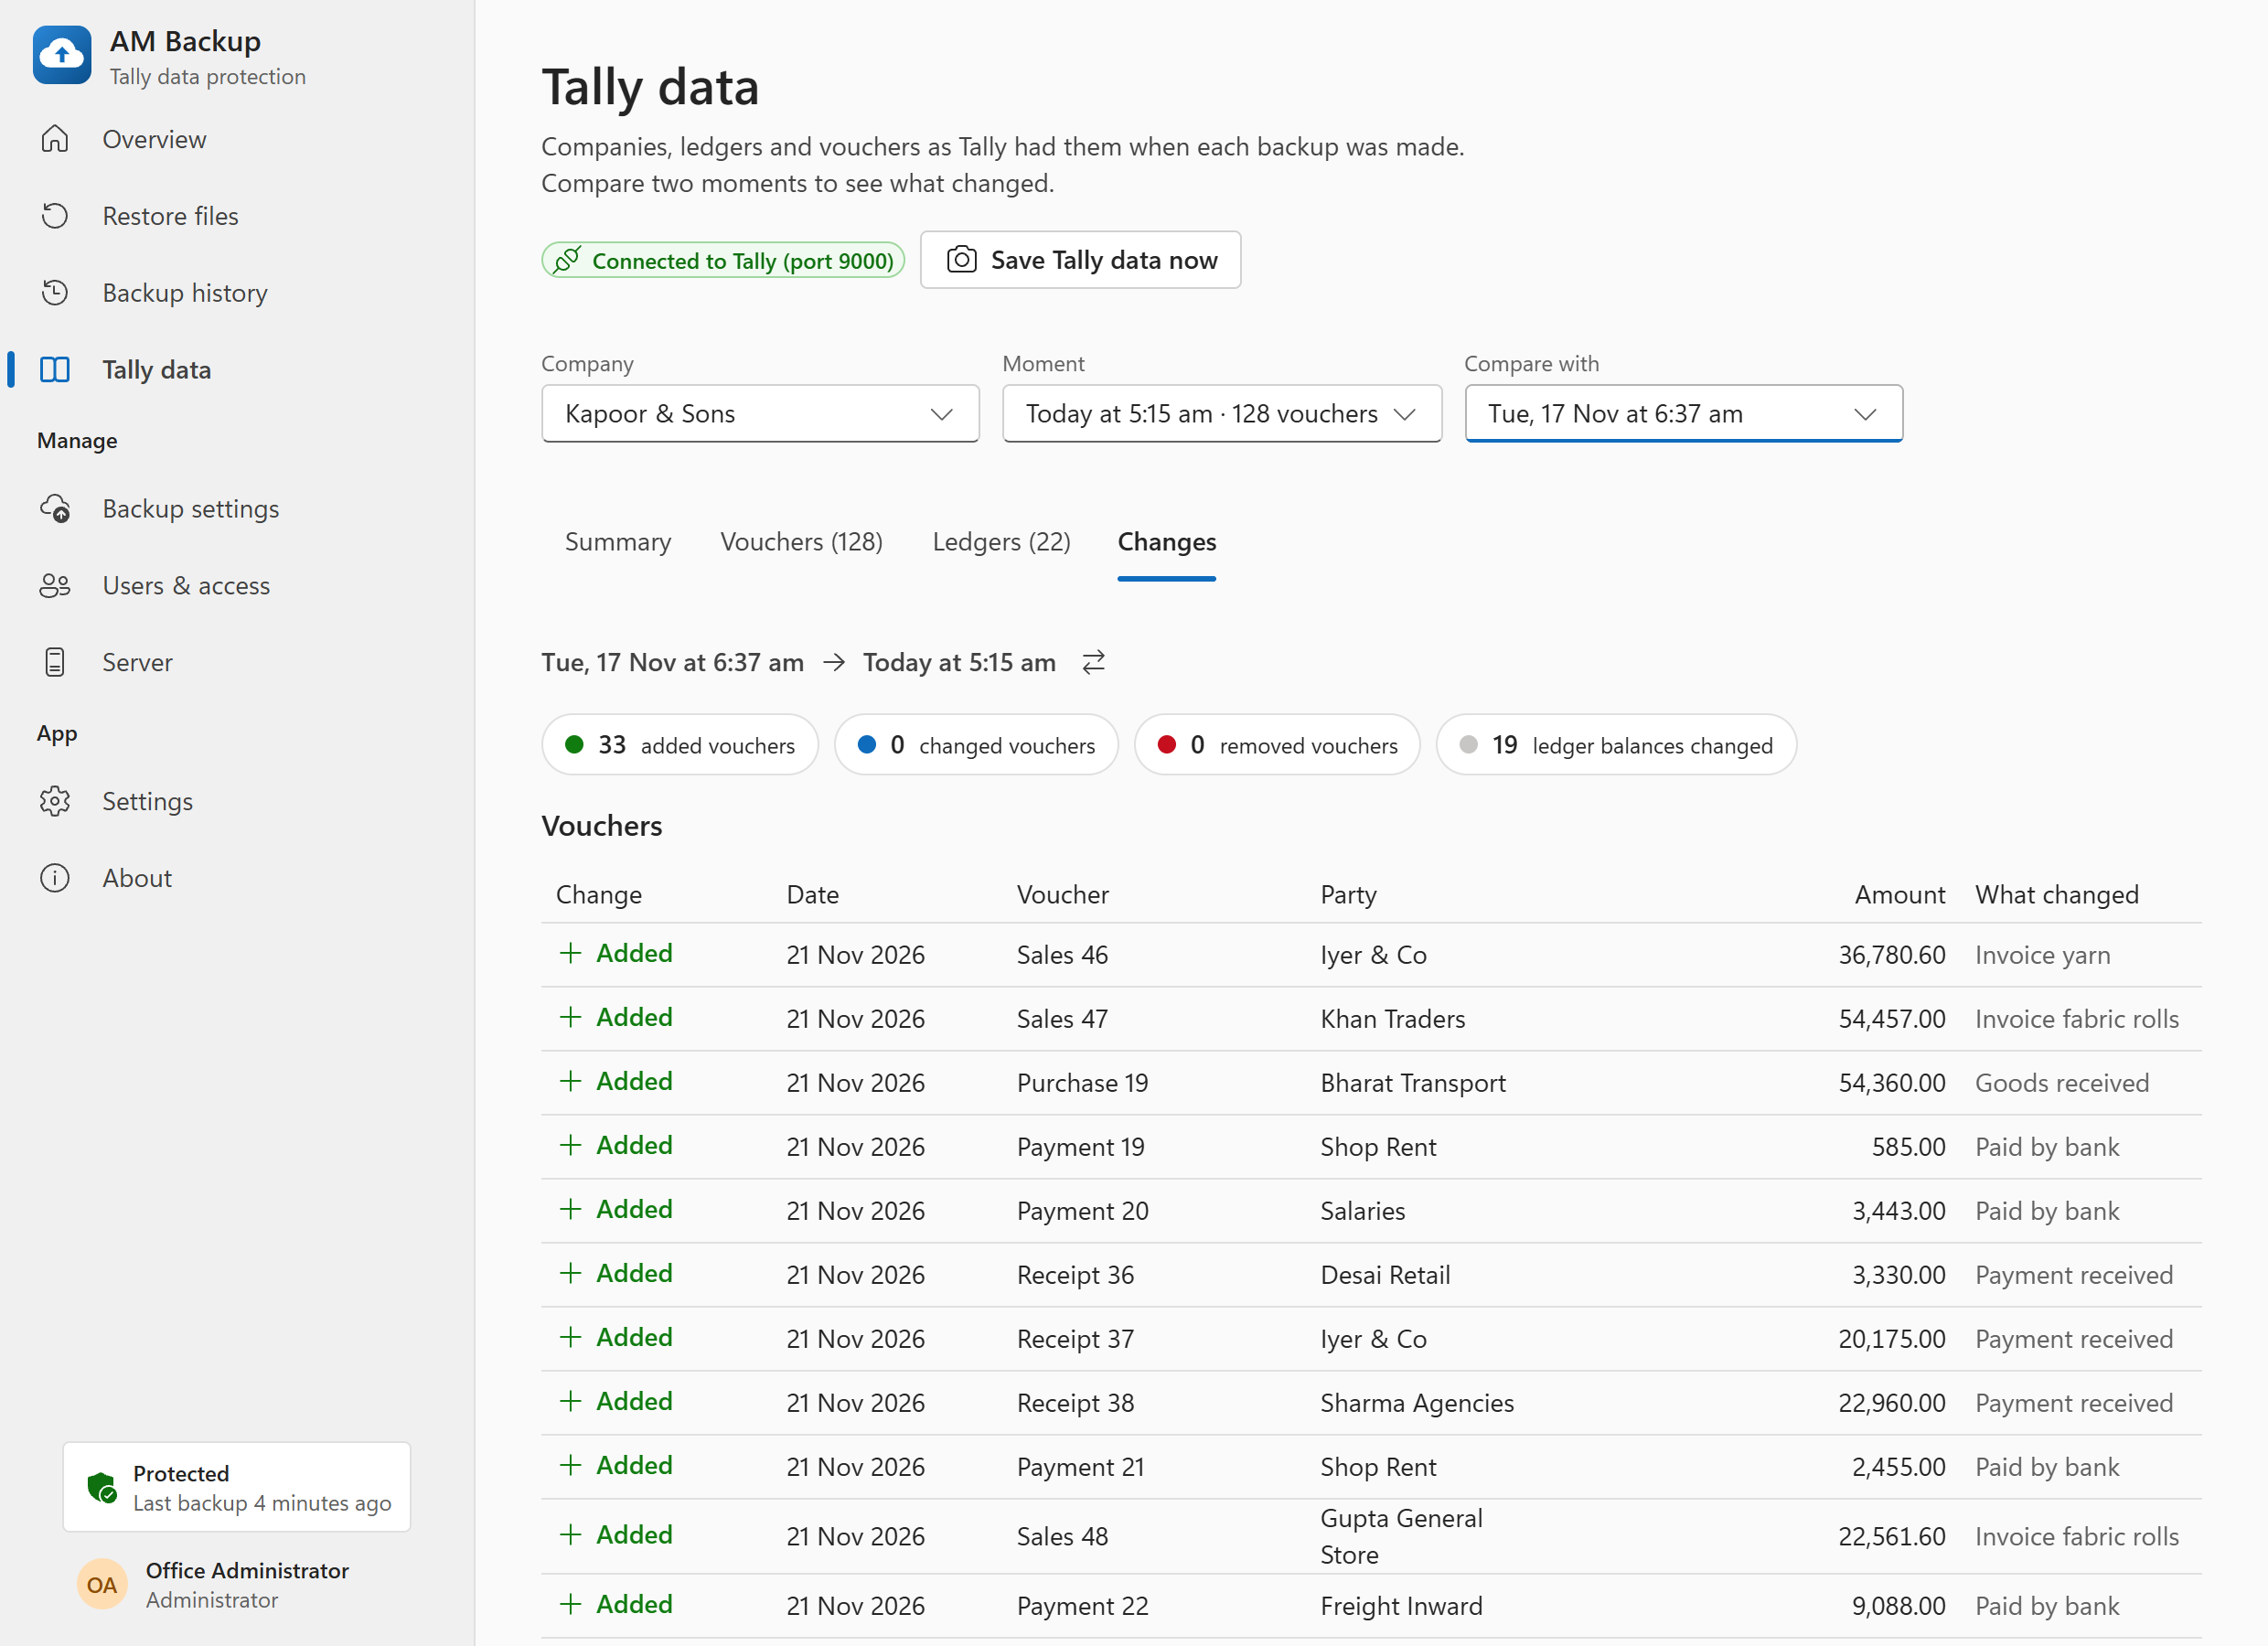 AM Backup
Tally data protection
Overview
Restore files
Backup history
Tally data
Manage
Backup settings
Users & access
Server
App
Settings
About
Protected
Last backup 4 minutes ago
OA
Office Administrator
Administrator
Tally data
Companies, ledgers and vouchers as Tally had them when each backup was made.
Compare two moments to see what changed.
Connected to Tally (port 9000)
Save Tally data now
Company
Moment
Compare with
Kapoor & Sons
Today at 5:15 am · 128 vouchers
Tue, 17 Nov at 6:37 am
Summary
Vouchers (128)
Ledgers (22)
Changes
Tue, 17 Nov at 6:37 am → Today at 5:15 am
33 added vouchers
0 changed vouchers
0 removed vouchers
19 ledger balances changed
Vouchers
Change Date Voucher Party Amount What changed
+ Added 21 Nov 2026 Sales 46 Iyer & Co 36,780.60 Invoice yarn
+ Added 21 Nov 2026 Sales 47 Khan Traders 54,457.00 Invoice fabric rolls
+ Added 21 Nov 2026 Purchase 19 Bharat Transport 54,360.00 Goods received
+ Added 21 Nov 2026 Payment 19 Shop Rent 585.00 Paid by bank
+ Added 21 Nov 2026 Payment 20 Salaries 3,443.00 Paid by bank
+ Added 21 Nov 2026 Receipt 36 Desai Retail 3,330.00 Payment received
+ Added 21 Nov 2026 Receipt 37 Iyer & Co 20,175.00 Payment received
+ Added 21 Nov 2026 Receipt 38 Sharma Agencies 22,960.00 Payment received
+ Added 21 Nov 2026 Payment 21 Shop Rent 2,455.00 Paid by bank
+ Added 21 Nov 2026 Sales 48 Gupta General Store 22,561.60 Invoice fabric rolls
+ Added 21 Nov 2026 Payment 22 Freight Inward 9,088.00 Paid by bank